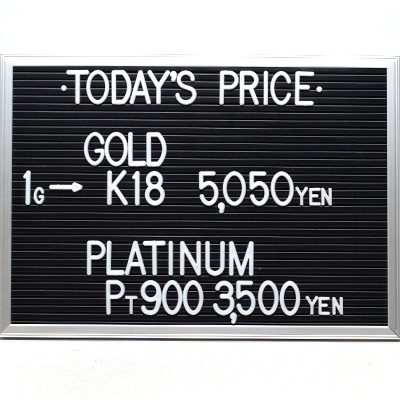 ·TODAY'S PRICE·
GOLD
1G→ K18 5,050YEN
PLATINUM
PT900 3,500YEN